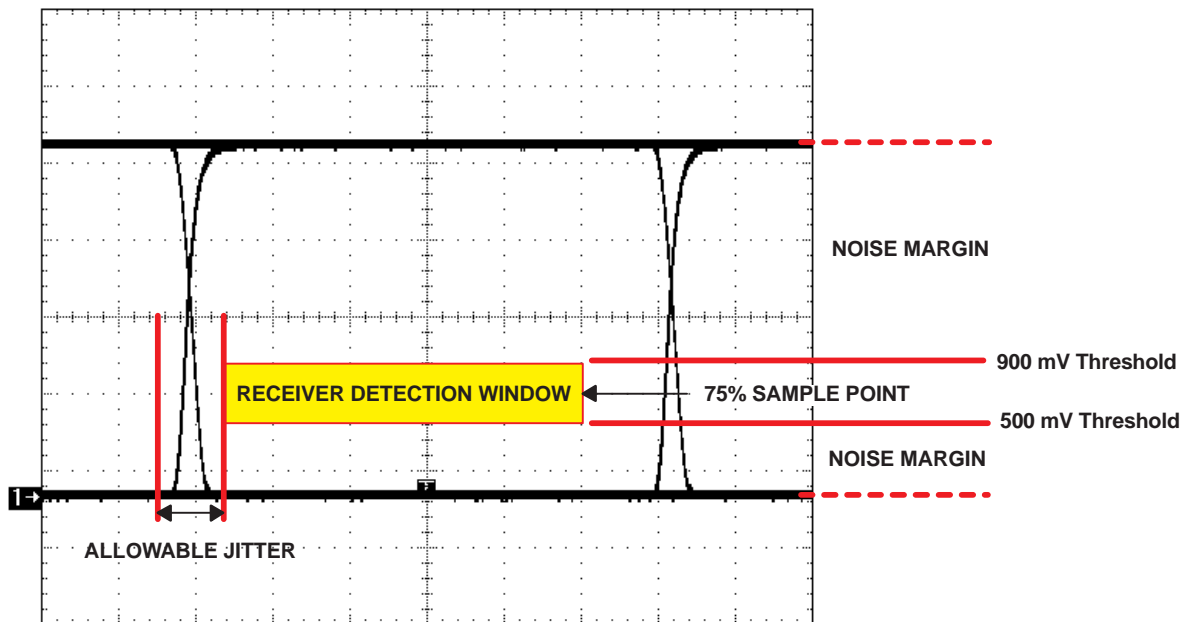 NOISE MARGIN
900 mV Threshold
RECEIVER DETECTION WINDOW
75% SAMPLE POINT
500 mV Threshold
NOISE MARGIN
1→
ALLOWABLE JITTER